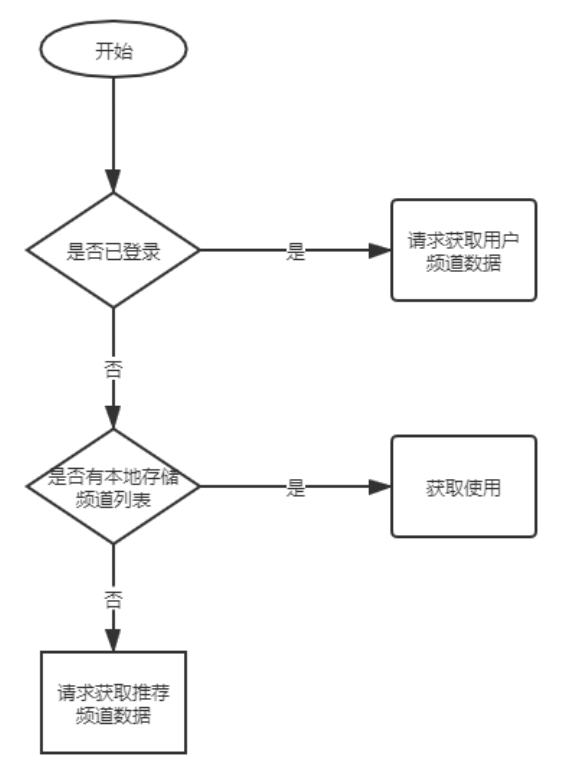 开始
是否已登录
是
请求获取用户
频道数据
否
是否有本地存储
频道列表
是
获取使用
否
请求获取推荐
频道数据